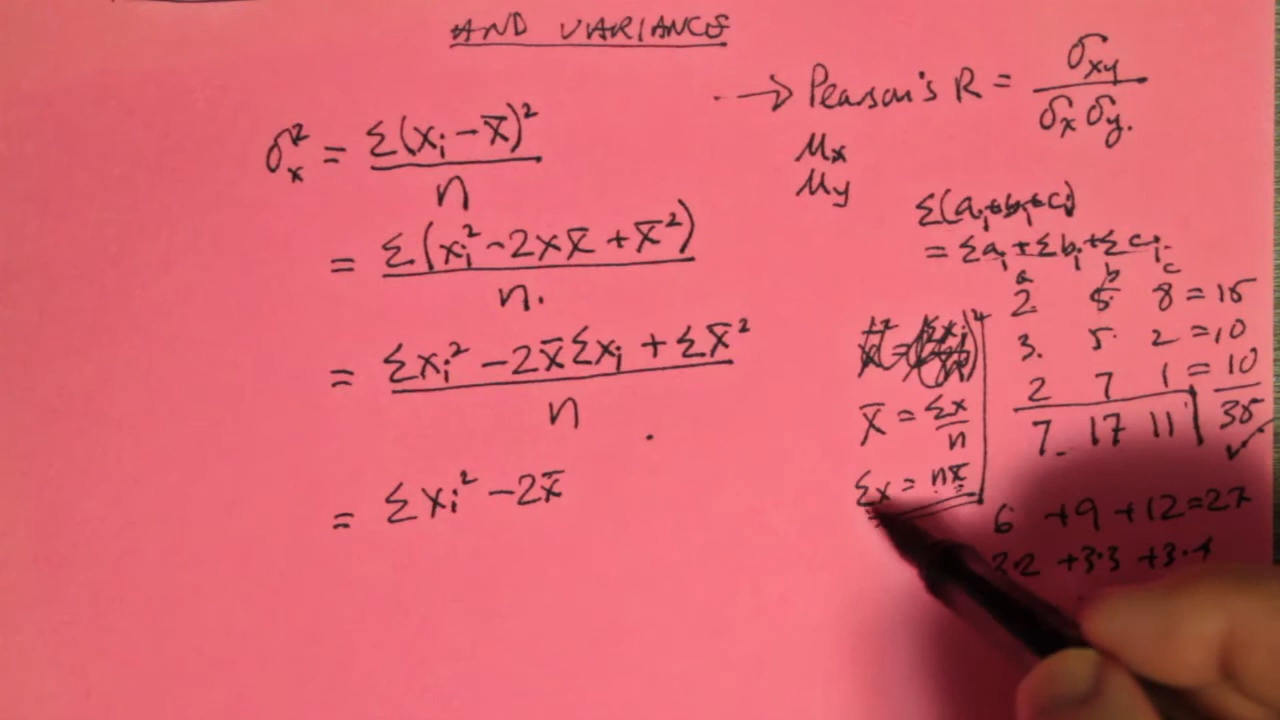 AND VARIANCE
→ Pearson's R = σxy / σx σy.
μx
μy
σx² = Σ(xi - x̄)² / n
= Σ(xi² - 2xx̄ + x̄²) / n.
= Σxi² - 2x̄Σxi + Σx̄² / n
= Σxi² - 2x̄
Σ(ai+bi+ci)
= Σai+Σbi+Σci.
a b c
2 5 8 = 15
3. 5. 2 = 10
2 7 1 = 10
7. 17 11 35 ✓
x̄ = Σx / n
Σx = nx̄
6 +9 +12=27
3·2 +3·3 +3·4